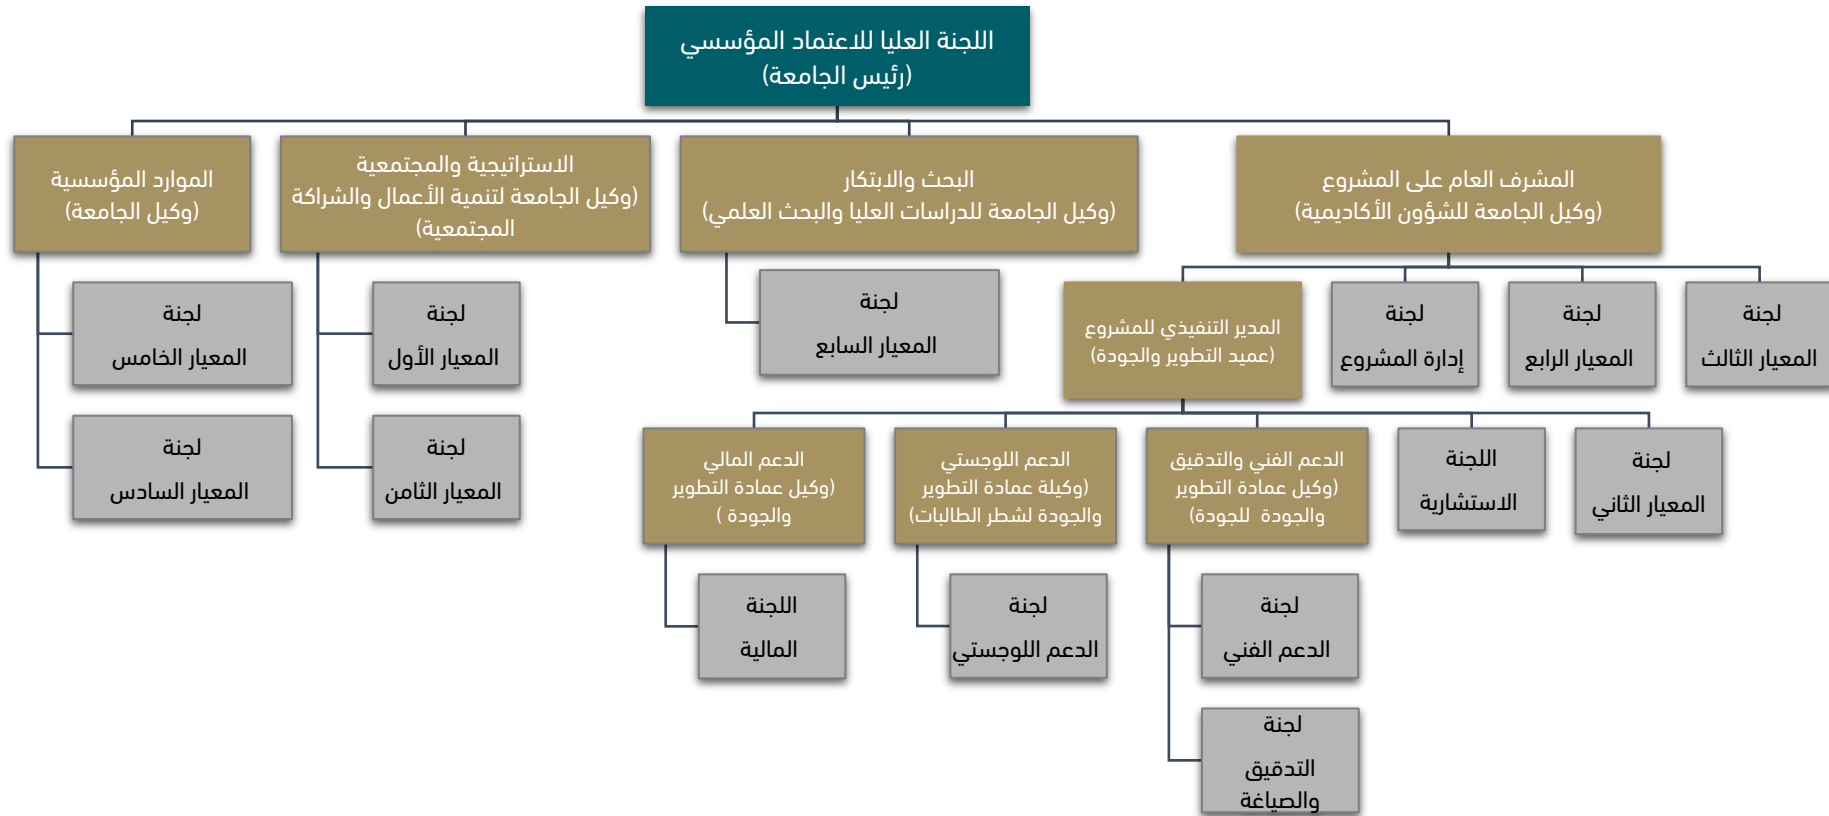 اللجنة العليا للاعتماد المؤسسي
(رئيس الجامعة)
المشرف العام على المشروع
(وكيل الجامعة للشؤون الأكاديمية)
البحث والابتكار
(وكيل الجامعة للدراسات العليا والبحث العلمي)
الاستراتيجية والمجتمعية
(وكيل الجامعة لتنمية الأعمال والشراكة
المجتمعية)
الموارد المؤسسية
(وكيل الجامعة)
لجنة
المعيار الثالث
لجنة
المعيار الرابع
لجنة
إدارة المشروع
المدير التنفيذي للمشروع
(عميد التطوير والجودة)
لجنة
المعيار السابع
لجنة
المعيار الأول
لجنة
المعيار الخامس
لجنة
المعيار الثامن
لجنة
المعيار السادس
لجنة
المعيار الثاني
اللجنة
الاستشارية
الدعم الفني والتدقيق
(وكيل عمادة التطوير
والجودة للجودة)
الدعم اللوجستي
(وكيلة عمادة التطوير
والجودة لشطر الطالبات)
الدعم المالي
(وكيل عمادة التطوير
والجودة )
لجنة
الدعم الفني
لجنة
الدعم اللوجستي
اللجنة
المالية
لجنة
التدقيق
والصياغة